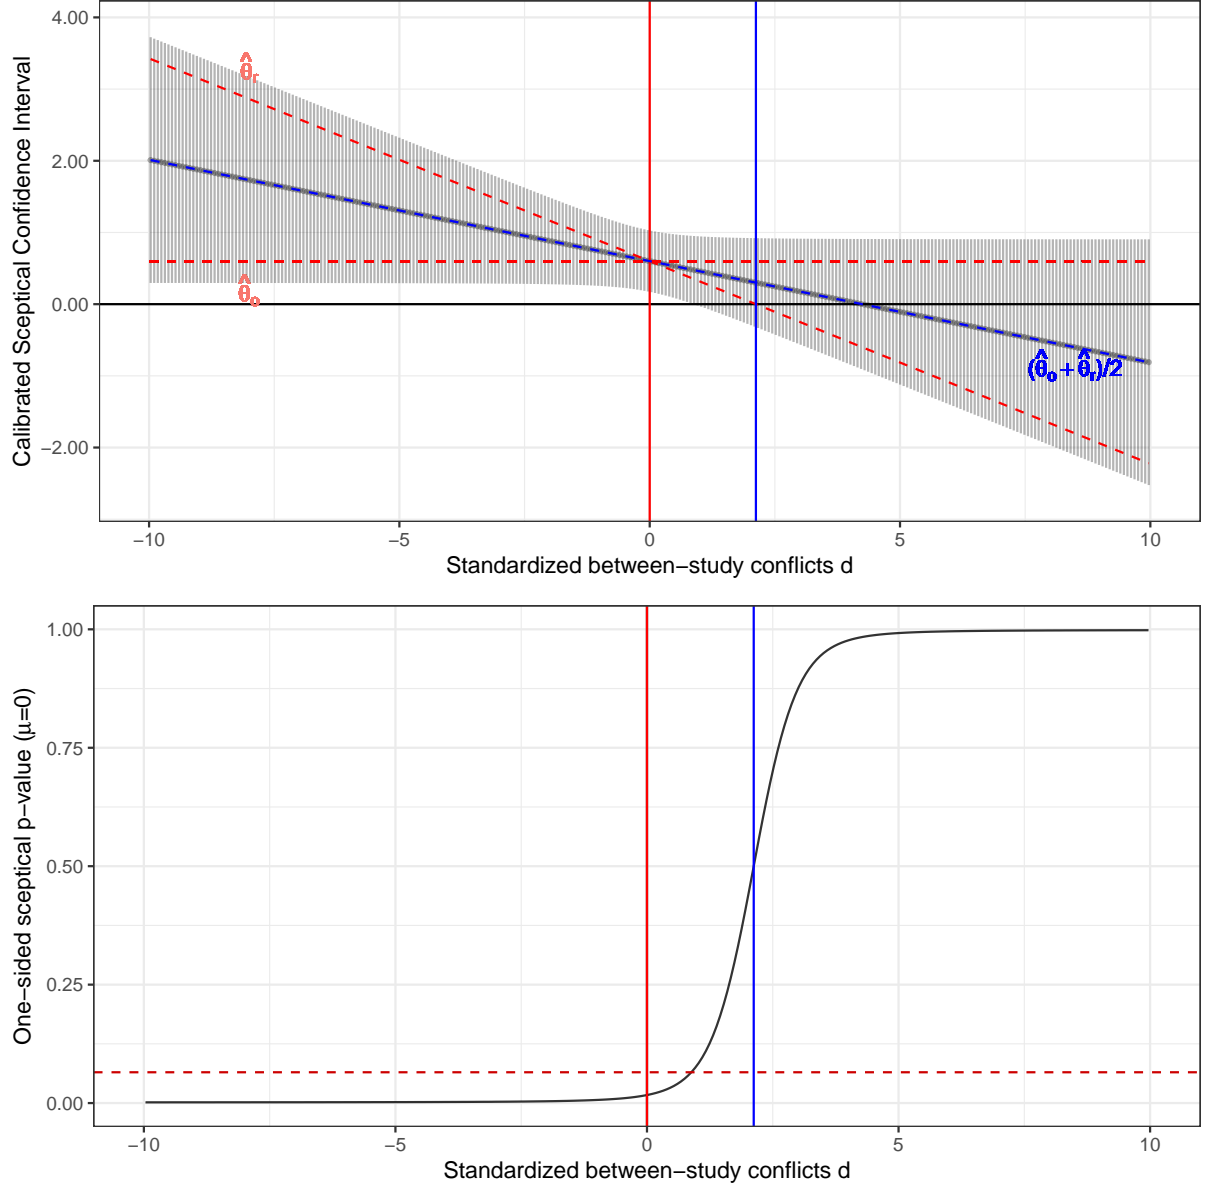 4.00
2.00
0.00
−2.00
Calibrated Sceptical Confidence Interval
θ̂r
θ̂o
(θ̂o + θ̂r)/2
−10
−5
0
5
10
Standardized between−study conflicts d
1.00
0.75
0.50
0.25
0.00
One−sided sceptical p−value (μ=0)
−10
−5
0
5
10
Standardized between−study conflicts d